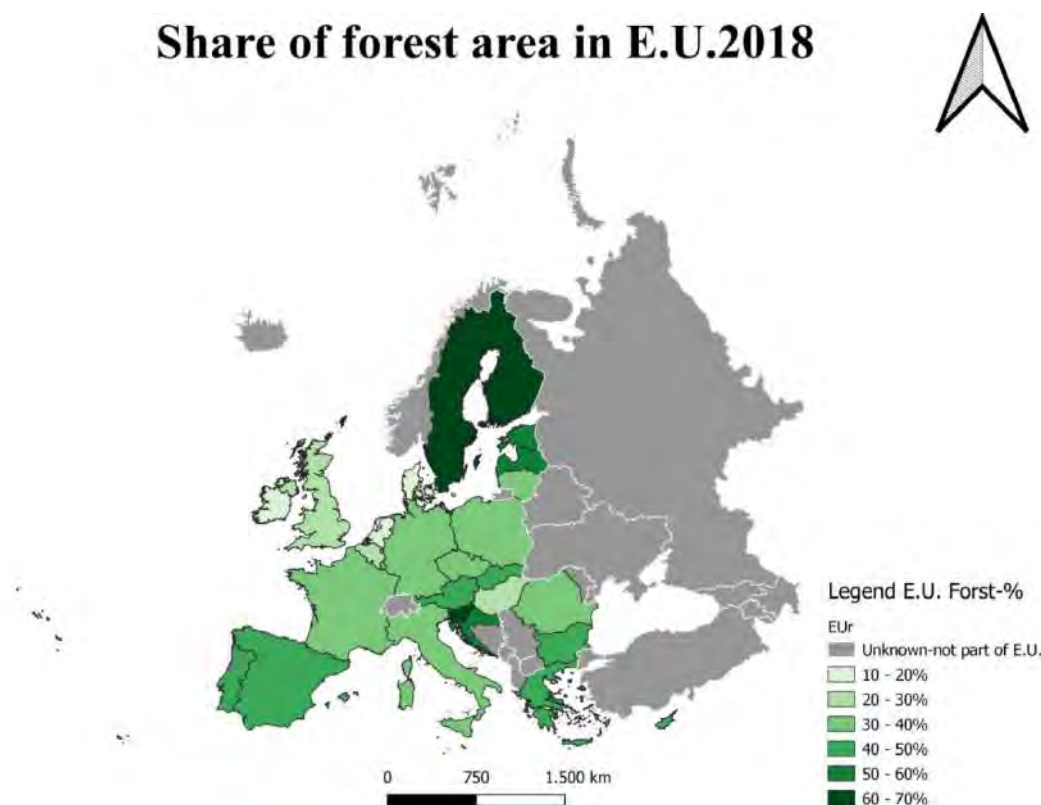 Share of forest area in E.U.2018
Legend E.U. Forst-%
EUr
Unknown-not part of E.U.
10 - 20%
20 - 30%
30 - 40%
40 - 50%
50 - 60%
60 - 70%
0 750 1.500 km